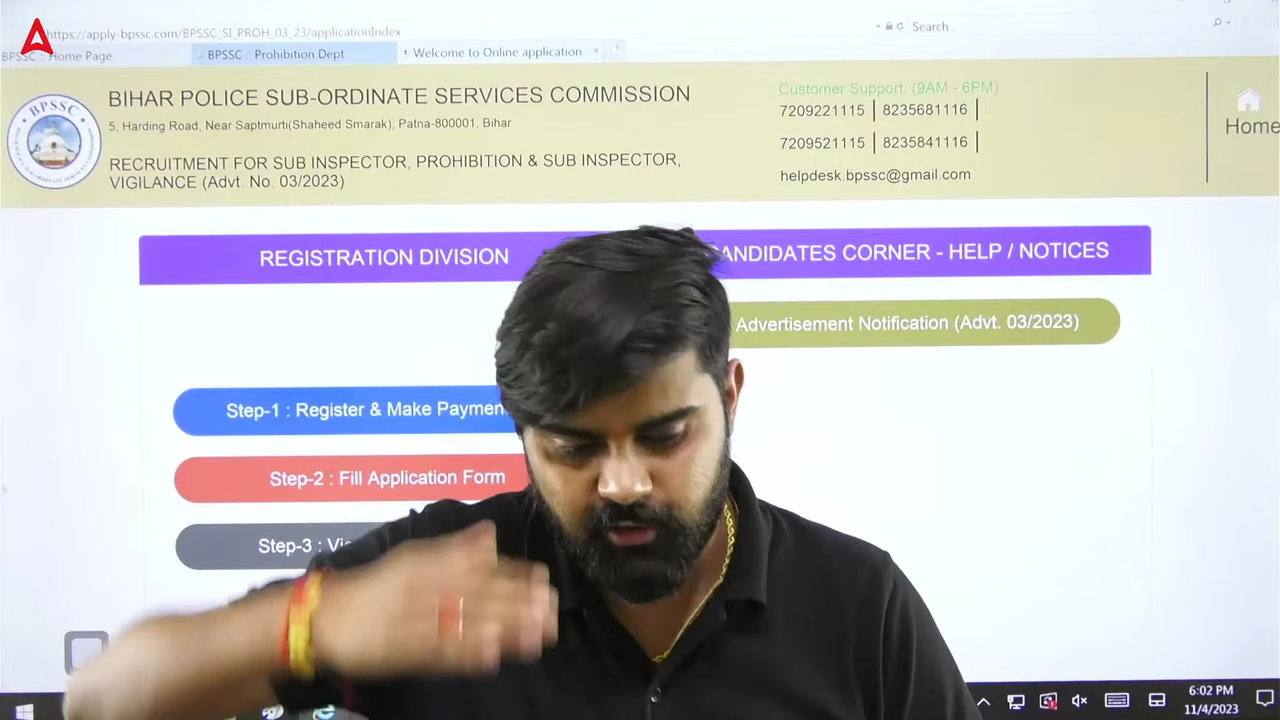 https://apply-bpssc.com/BPSSC_SI_PROH_03_23/applicationIndex
Search...
BPSSC :: Home Page
BPSSC :: Prohibition Dept
Welcome to Online application
BPSSC
BIHAR POLICE SUB-ORDINATE SERVICES COMMISSION
5, Harding Road, Near Saptmurti(Shaheed Smarak), Patna-800001, Bihar
RECRUITMENT FOR SUB INSPECTOR, PROHIBITION & SUB INSPECTOR,
VIGILANCE (Advt. No. 03/2023)
Customer Support. (9AM - 6PM)
7209221115 | 8235681116 |
7209521115 | 8235841116 |
helpdesk.bpssc@gmail.com
Home
REGISTRATION DIVISION
ANDIDATES CORNER - HELP / NOTICES
Advertisement Notification (Advt. 03/2023)
Step-1 : Register & Make Paymen
Step-2 : Fill Application Form
Step-3 : Vi
6:02 PM
11/4/2023